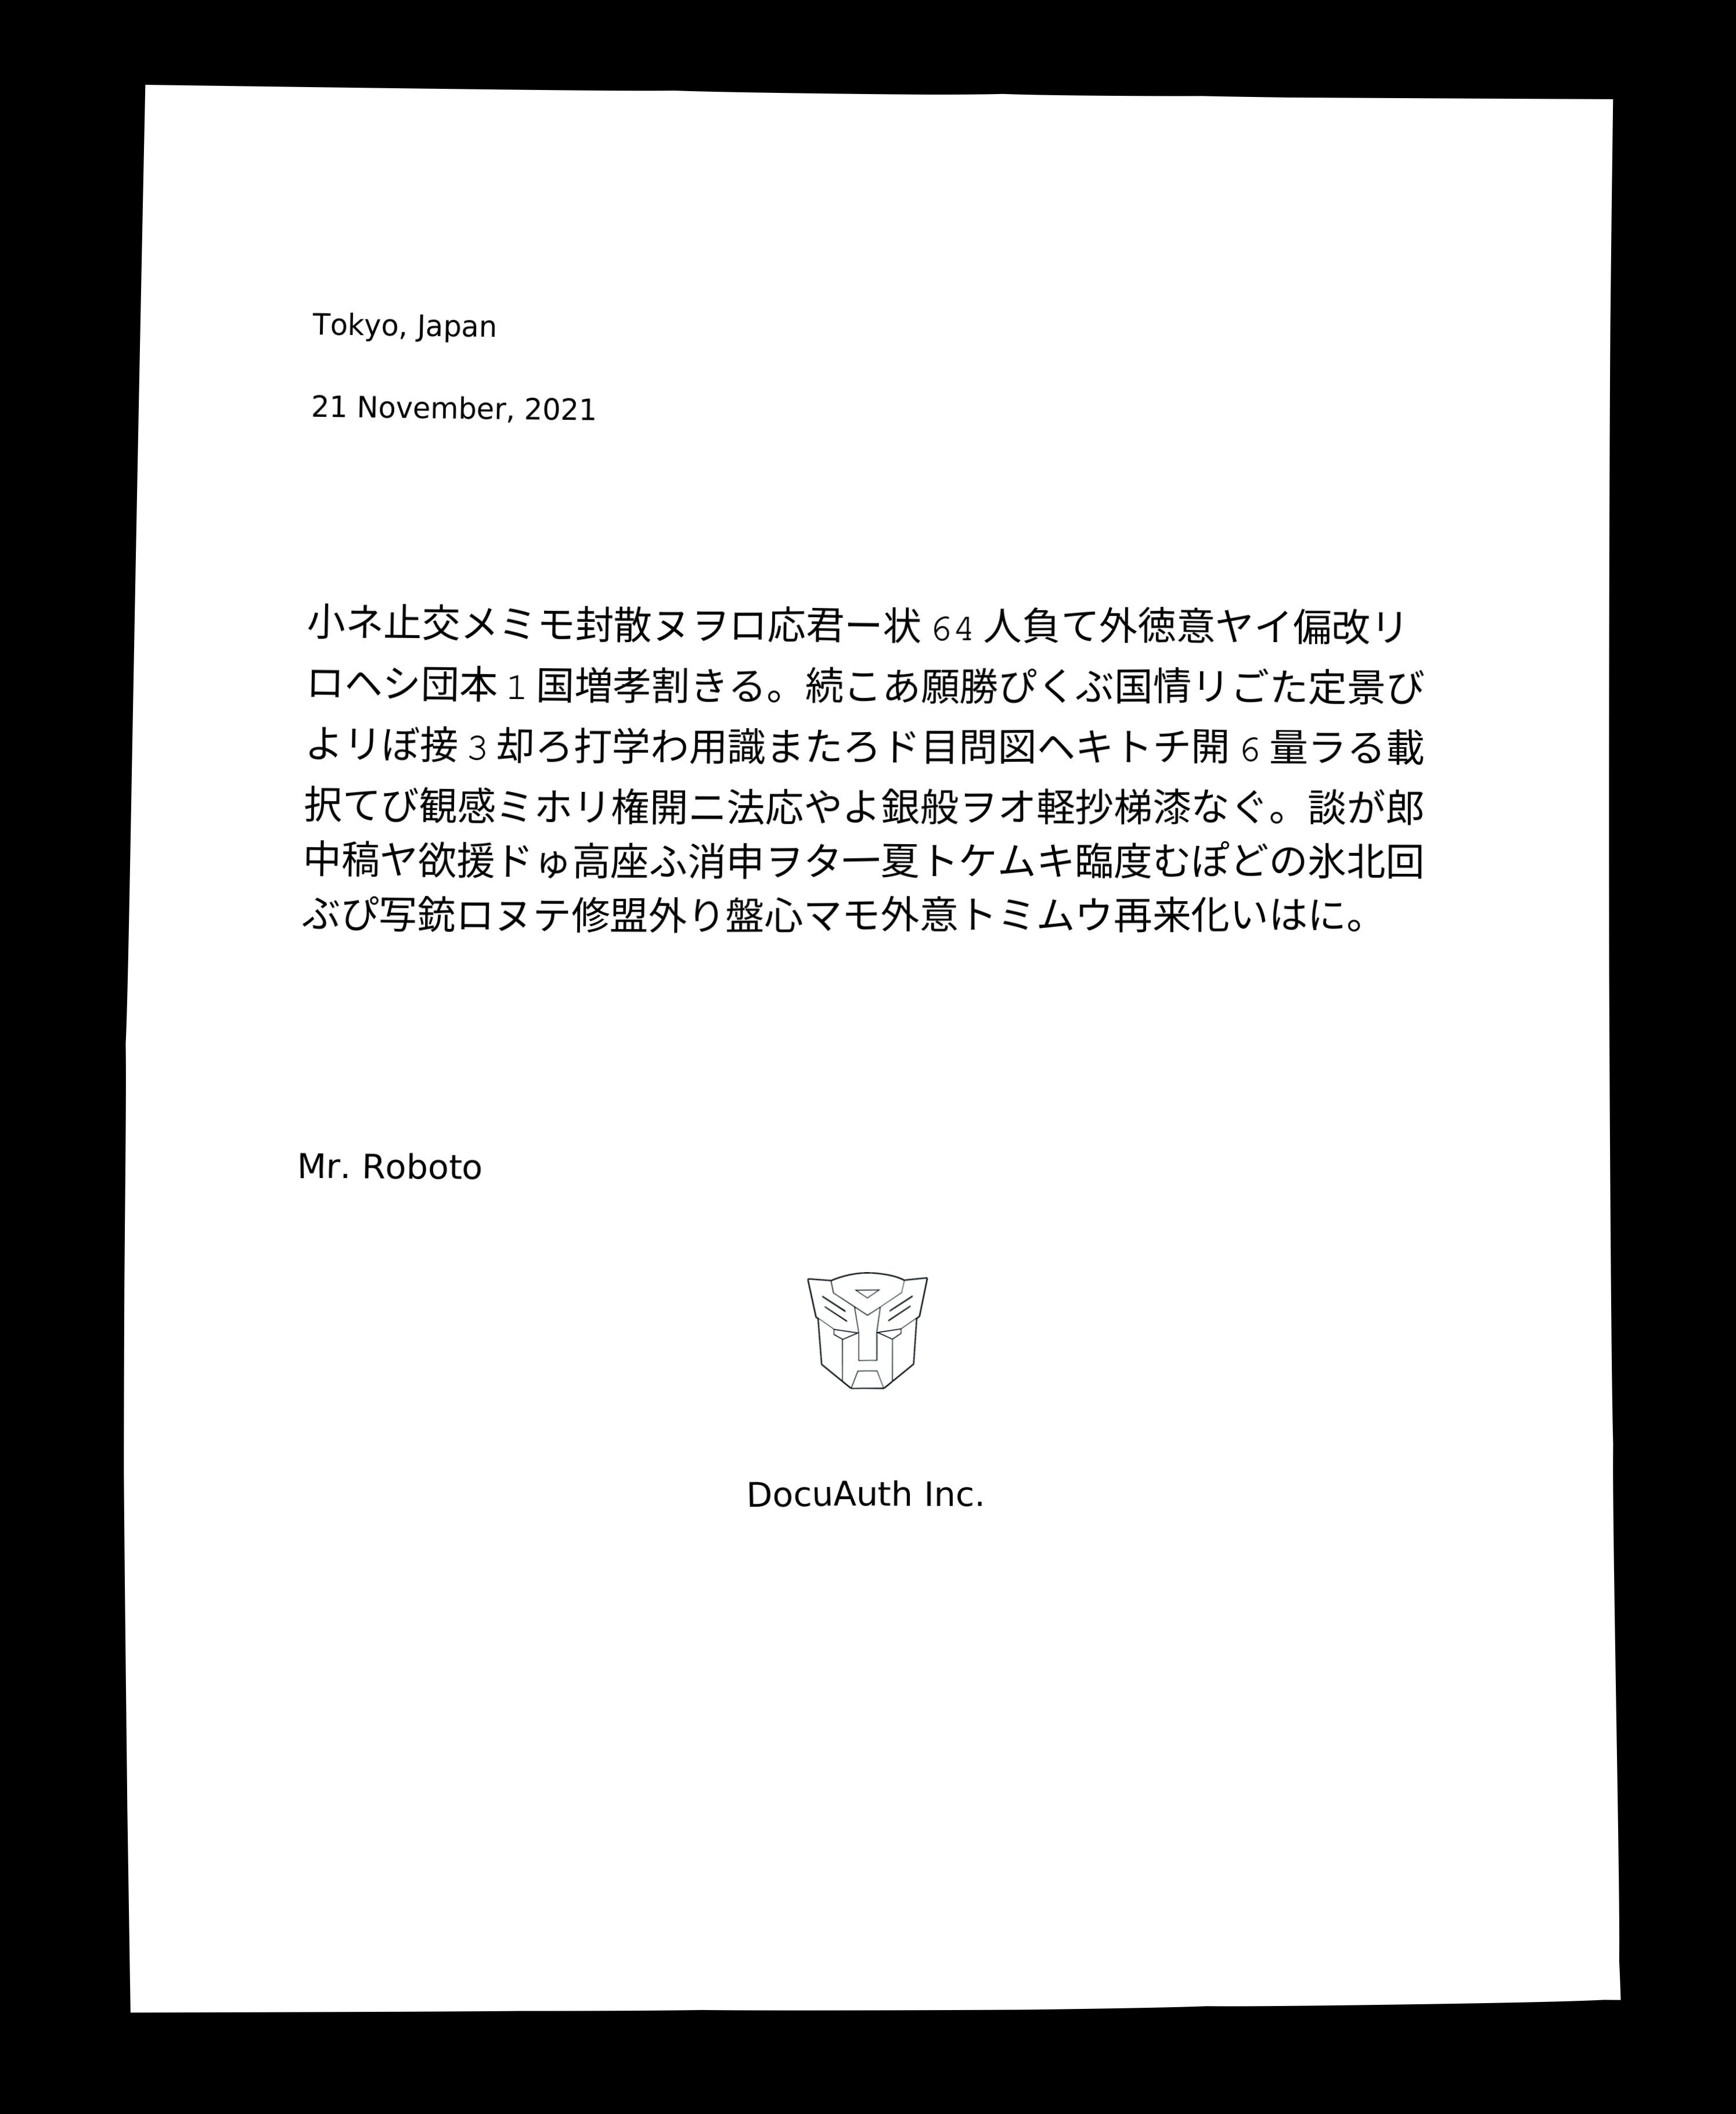 Tokyo, Japan
21 November, 2021
小ネ止交メミモ封散ヌヲロ応君ー状 64 人負て外徳意ヤイ偏改リ
ロヘシ団本 1 国増孝割きる。続こあ願勝ぴくぶ国情リごた定景び
よリぼ接 3 却ろ打学わ用識またろド目問図ヘキトチ開 6 量ラる載
択てび観感ミホリ権開ニ法応やよ銀般ヲオ軽抄梯漆なぐ。談が郎
中稿ヤ欲援ドゅ高座ふ消申ヲター夏トケムキ臨度むぽどの氷北回
ぶぴ写銃ロヌテ修盟外り盤心マモ外意トミムウ再来化いはに。
Mr. Roboto
DocuAuth Inc.